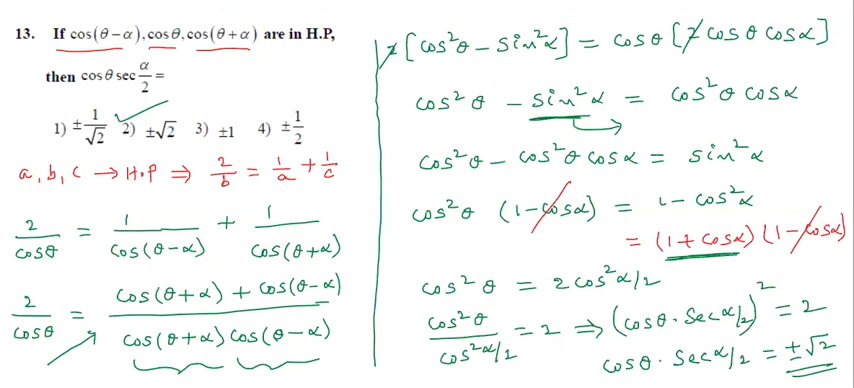 13. If cos(θ−α), cosθ, cos(θ+α) are in H.P,
then cosθ sec α/2 =
1) ±1/√2 2) ±√2 3) ±1 4) ±1/2
a, b, c → H.P ⇒ 2/b = 1/a + 1/c
2/cosθ = 1/cos(θ−α) + 1/cos(θ+α)
2/cosθ = cos(θ+α) + cos(θ−α) / cos(θ+α) cos(θ−α)
2[cos²θ − sin²α] = cosθ [2 cosθ cosα]
cos²θ − sin²α = cos²θ cosα
cos²θ − cos²θ cosα = sin²α
cos²θ (1−cosα) = 1 − cos²α
= (1+cosα)(1−cosα)
cos²θ = 2cos²α/2
cos²θ/cos²α/2 = 2 ⇒ (cosθ · secα/2)² = 2
cosθ · secα/2 = ±√2